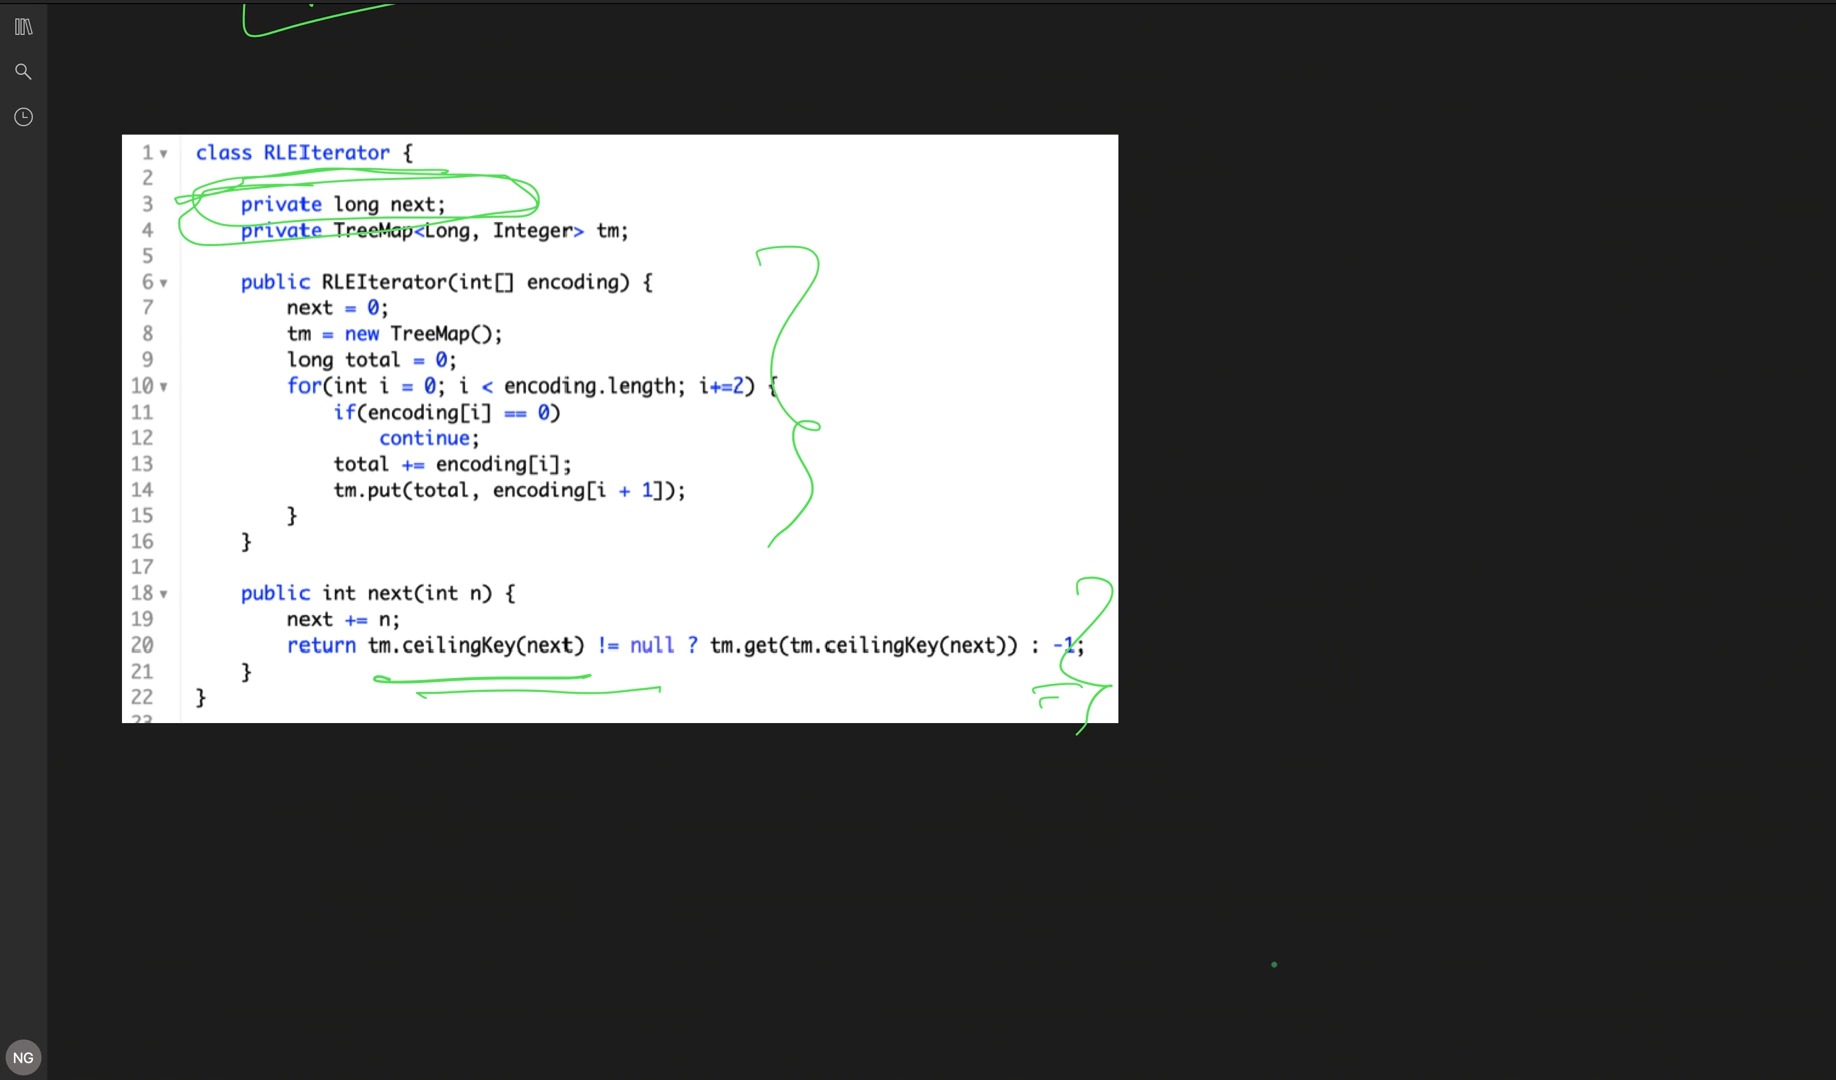 1 class RLEIterator {
2
3 private long next;
4 private TreeMap<Long, Integer> tm;
5
6 public RLEIterator(int[] encoding) {
7 next = 0;
8 tm = new TreeMap();
9 long total = 0;
10 for(int i = 0; i < encoding.length; i+=2) {
11 if(encoding[i] == 0)
12 continue;
13 total += encoding[i];
14 tm.put(total, encoding[i + 1]);
15 }
16 }
17
18 public int next(int n) {
19 next += n;
20 return tm.ceilingKey(next) != null ? tm.get(tm.ceilingKey(next)) : -1;
21 }
22 }
23
NG